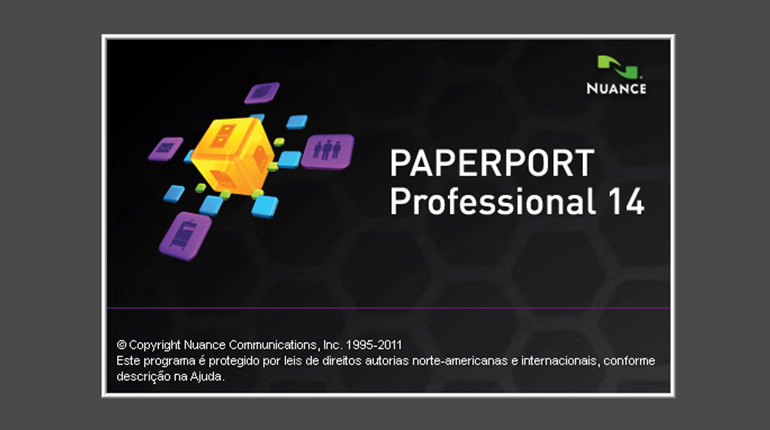 NUANCE
PAPERPORT
Professional 14
© Copyright Nuance Communications, Inc. 1995-2011
Este programa é protegido por leis de direitos autorias norte-americanas e internacionais, conforme
descrição na Ajuda.